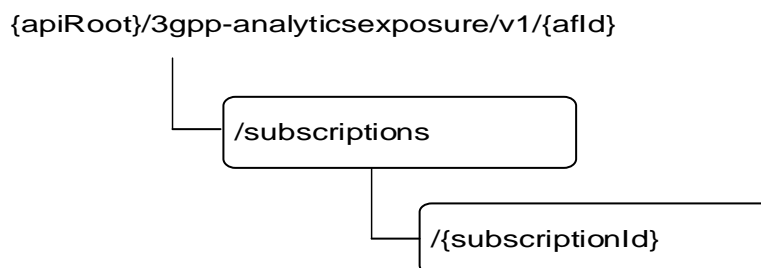 {apiRoot}/3gpp-analyticsexposure/v1/{afId}
/subscriptions
/{subscriptionId}